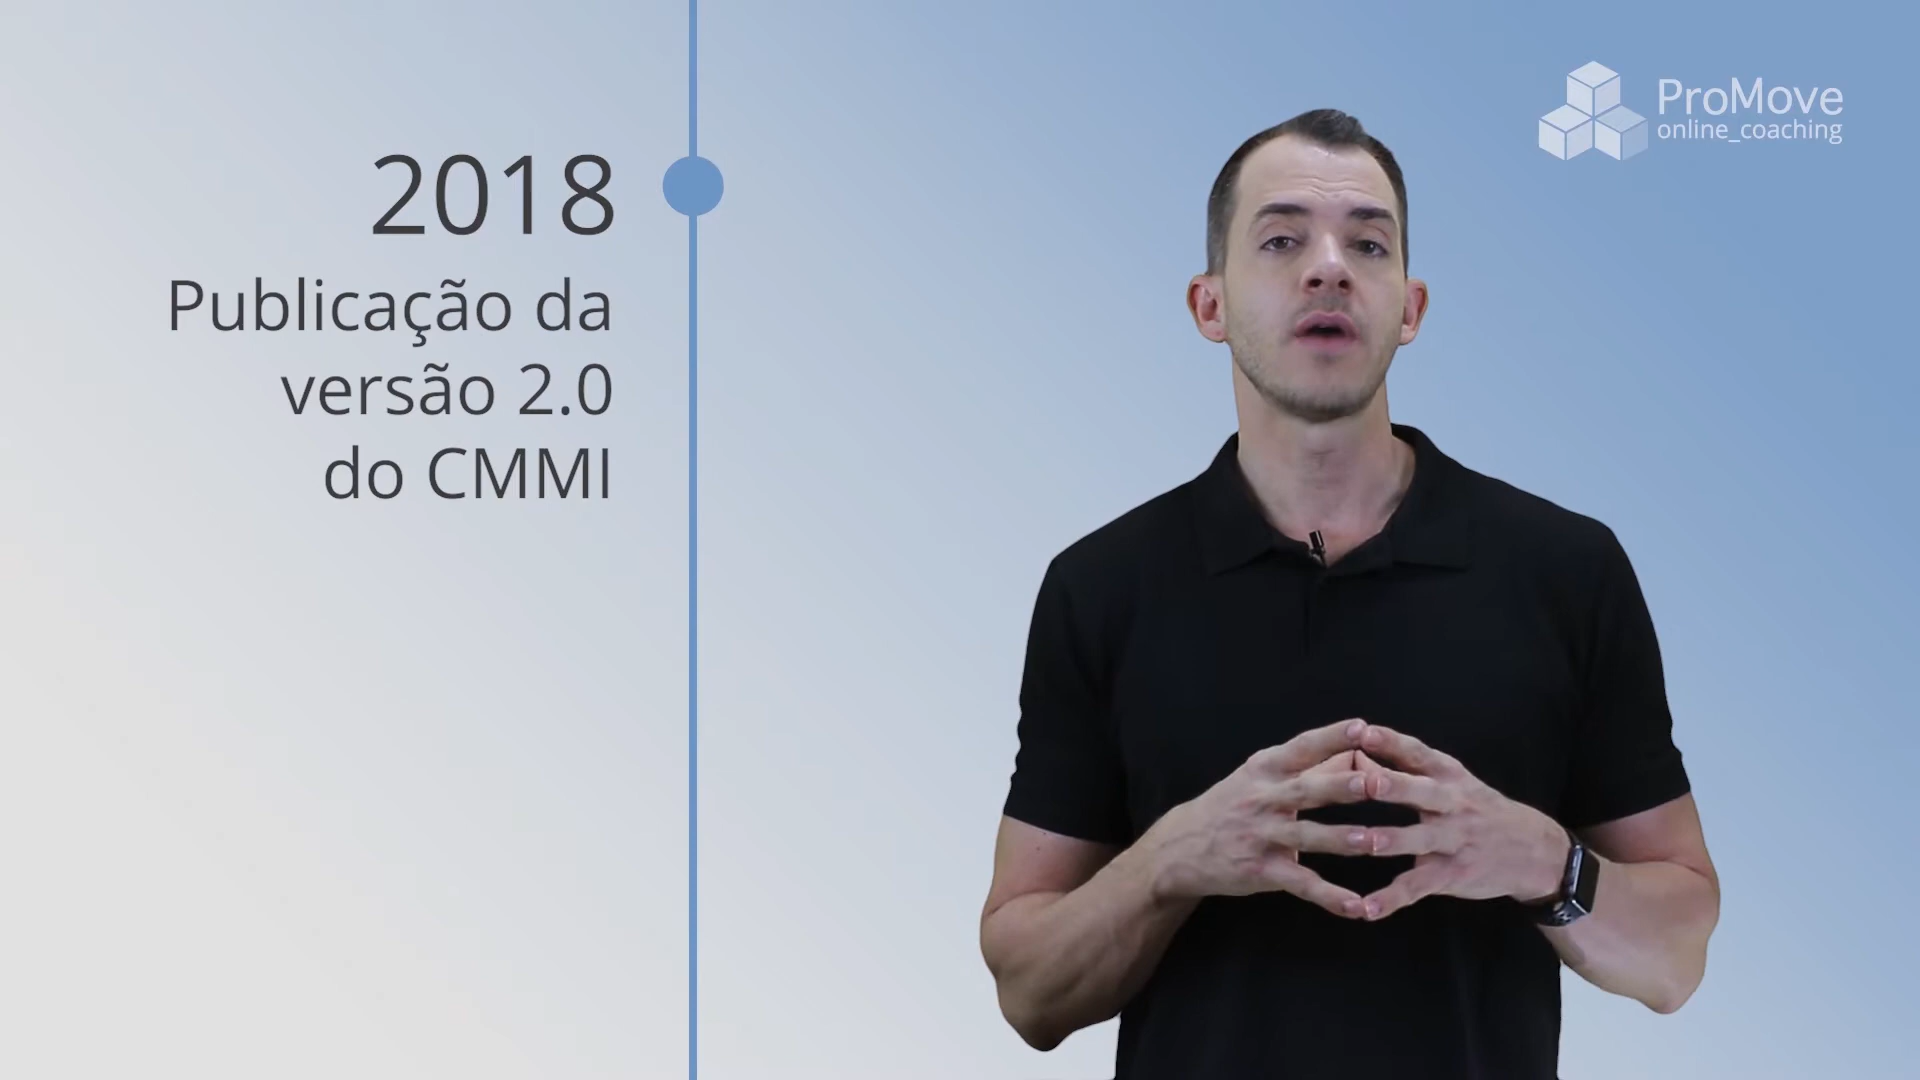 2018
Publicação da
versão 2.0
do CMMI
ProMove
online_coaching